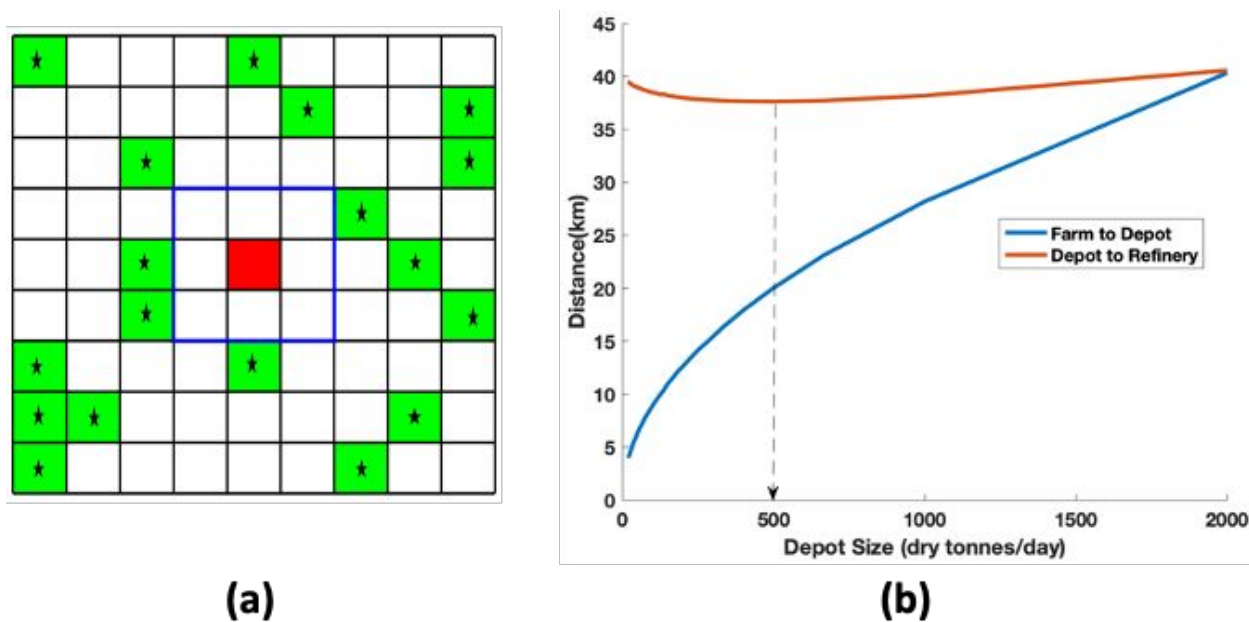 45
40
35
30
25
20
15
10
5
0
Distance(km)
Farm to Depot
Depot to Refinery
0 500 1000 1500 2000
Depot Size (dry tonnes/day)
(a) (b)